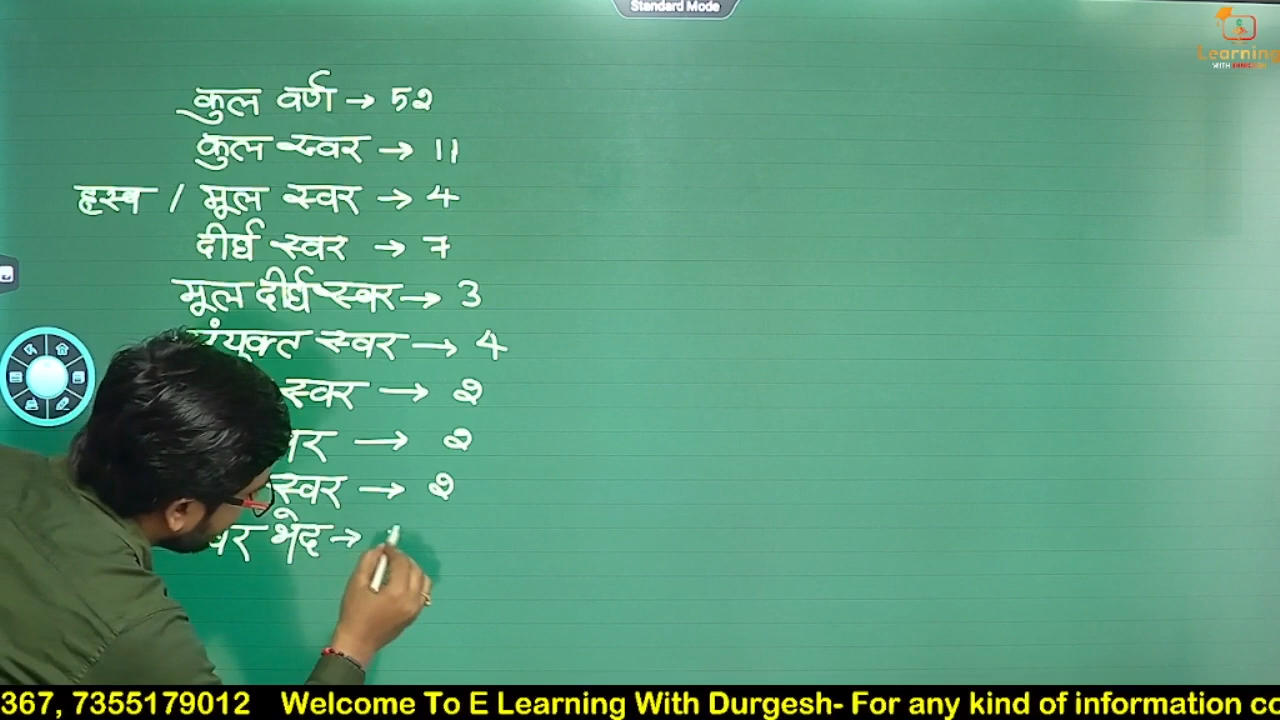 Standard Mode
Learning
कुल वर्ण → 52
कुल स्वर → 11
ह्रस्व / मूल स्वर → 4
दीर्घ स्वर → 7
मूल दीर्घ स्वर → 3
संयुक्त स्वर → 4
स्वर → 2
→ 2
स्वर → 2
भेद →
367, 7355179012 Welcome To E Learning With Durgesh- For any kind of information co